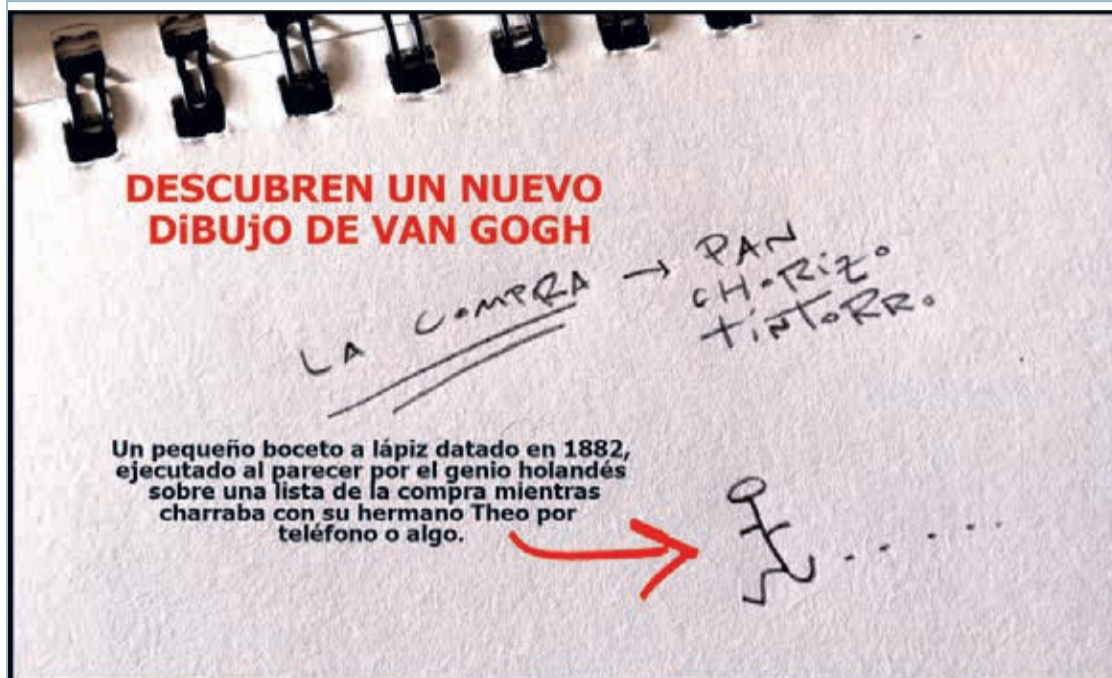 DESCUBREN UN NUEVO
DiBUjO DE VAN GOGH
LA COMPRA → PAN
CHORIZO
TINTORRO
Un pequeño boceto a lápiz datado en 1882,
ejecutado al parecer por el genio holandés
sobre una lista de la compra mientras
charraba con su hermano Theo por
teléfono o algo.